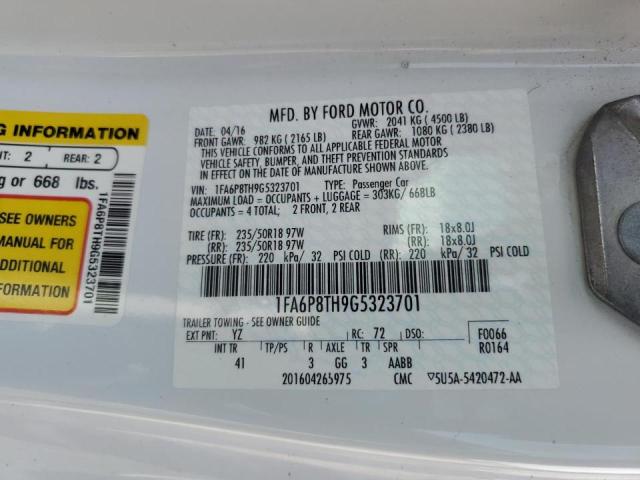 G INFORMATION
NT: 2 REAR: 2
g or 668 lbs.
SEE OWNERS
MANUAL FOR
ADDITIONAL
INFORMATION
1FA6P8TH9G5323701
MFD. BY FORD MOTOR CO.
DATE: 04/16 GVWR: 2041 KG ( 4500 LB)
FRONT GAWR: 982 KG ( 2165 LB) REAR GAWR: 1080 KG ( 2380 LB)
THIS VEHICLE CONFORMS TO ALL APPLICABLE FEDERAL MOTOR
VEHICLE SAFETY, BUMPER, AND THEFT PREVENTION STANDARDS
IN EFFECT ON THE DATE OF MANUFACTURE SHOWN ABOVE.
VIN: 1FA6P8TH9G5323701 TYPE: Passenger Car
MAXIMUM LOAD = OCCUPANTS + LUGGAGE = 303KG/ 668LB
OCCUPANTS = 4 TOTAL; 2 FRONT, 2 REAR
TIRE (FR): 235/50R18 97W RIMS (FR): 18x8.0J
(RR): 235/50R18 97W (RR): 18x8.0J
PRESSURE (FR): 220 kPa/ 32 PSI COLD (RR): 220 kPa/ 32 PSI COLD
1FA6P8TH9G5323701
TRAILER TOWING - SEE OWNER GUIDE
EXT PNT: YZ RC: 72 DSO: F0066
INT TR TP/PS R AXLE TR SPR R0164
41 3 GG 3 AABB
201604265975 CMC ▽5U5A-5420472-AA